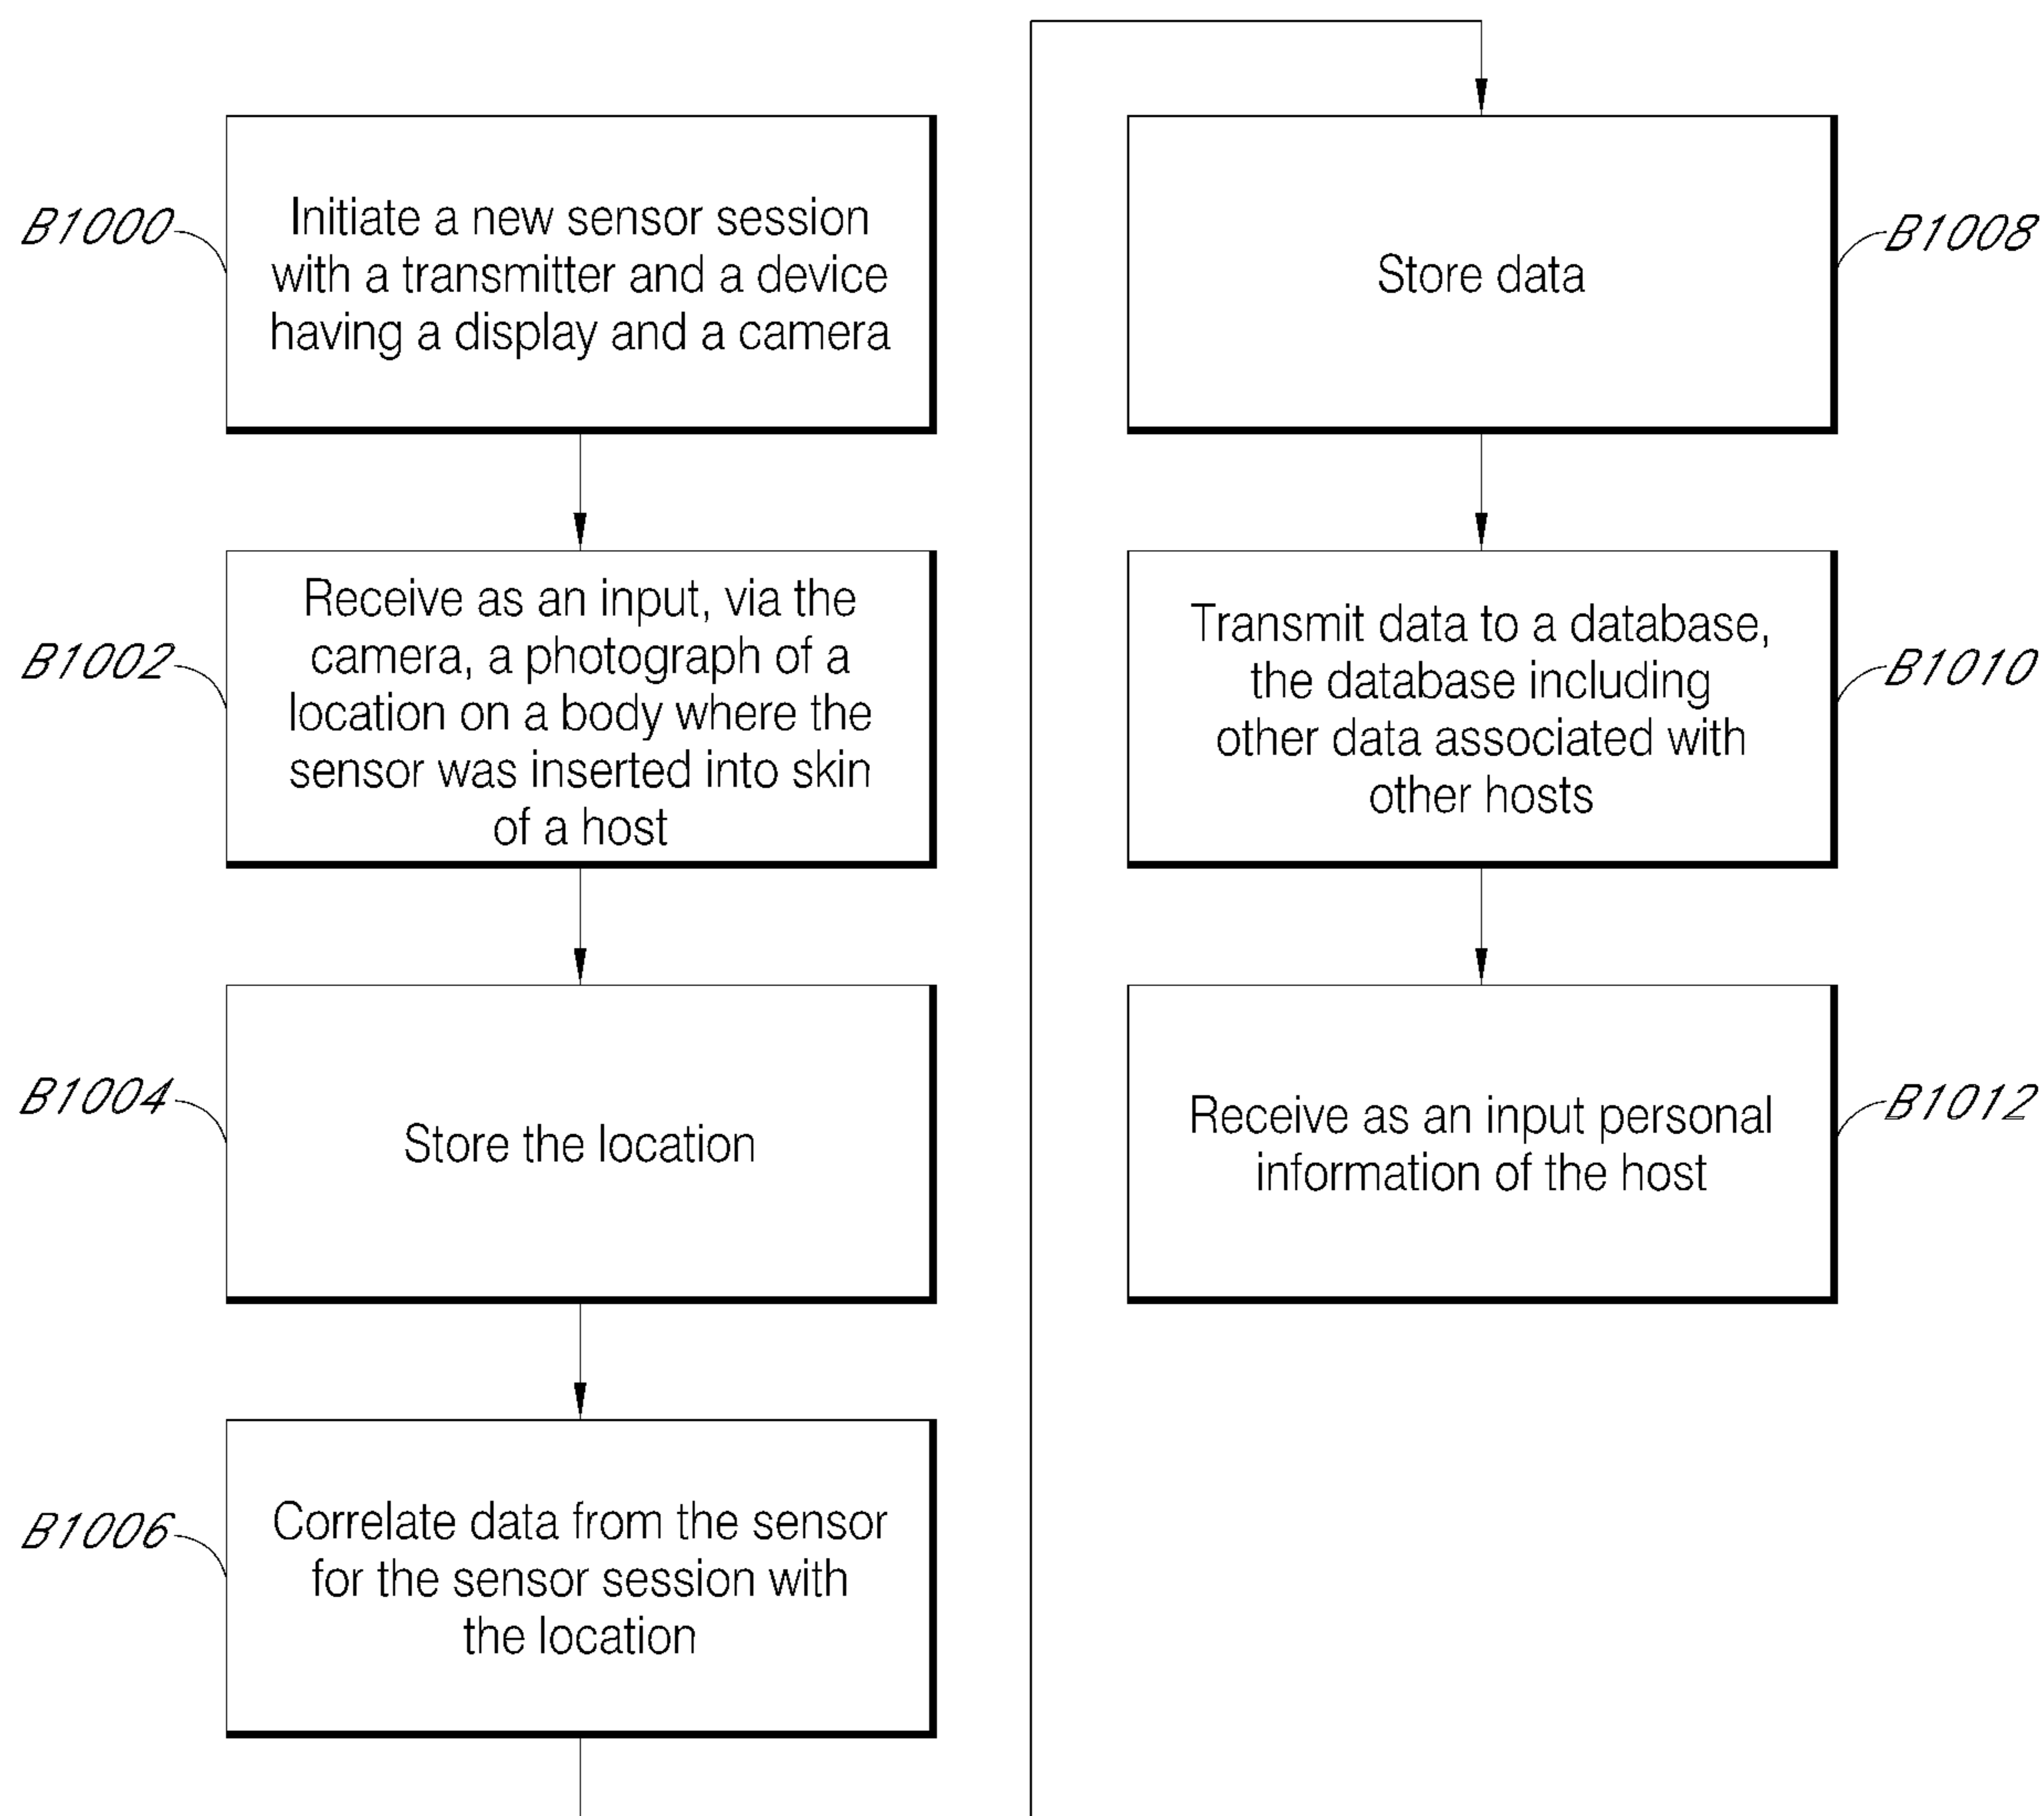 B1000
Initiate a new sensor session
with a transmitter and a device
having a display and a camera
B1002
Receive as an input, via the
camera, a photograph of a
location on a body where the
sensor was inserted into skin
of a host
B1004
Store the location
B1006
Correlate data from the sensor
for the sensor session with
the location
Store data
B1008
Transmit data to a database,
the database including
other data associated with
other hosts
B1010
Receive as an input personal
information of the host
B1012